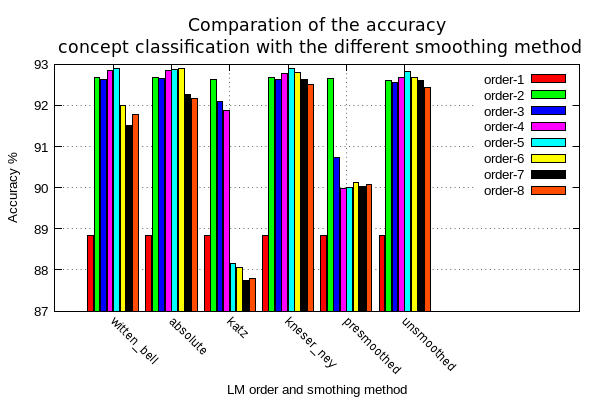 Comparation of the accuracy
concept classification with the different smoothing method
93
92
91
90
89
88
87
Accuracy %
order-1
order-2
order-3
order-4
order-5
order-6
order-7
order-8
witten_bell
absolute
katz
kneser_ney
presmoothed
unsmoothed
LM order and smothing method